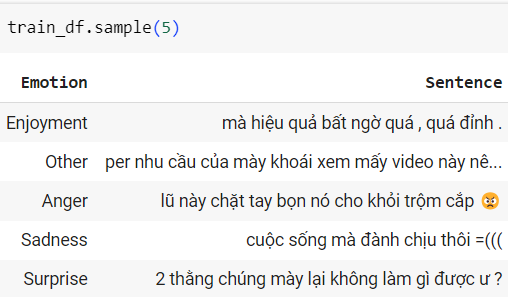 train_df.sample(5)
Emotion Sentence
Enjoyment mà hiệu quả bất ngờ quá , quá đỉnh .
Other per nhu cầu của mày khoái xem mấy video này nê...
Anger lũ này chặt tay bọn nó cho khỏi trộm cắp 😡
Sadness cuộc sống mà đành chịu thôi =(((
Surprise 2 thằng chúng mày lại không làm gì được ư ?